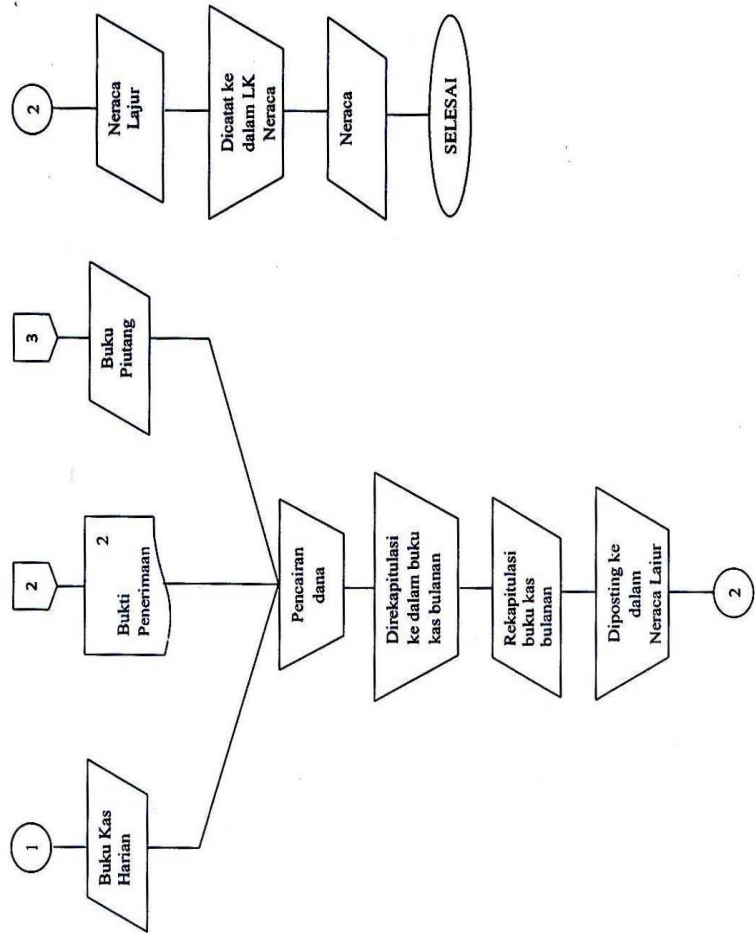 1
Buku Kas
Harian
2
2
Bukti
Penerimaan
3
Buku
Piutang
Pencairan
dana
Direkapitulasi
ke dalam buku
kas bulanan
Rekapitulasi
buku kas
bulanan
Diposting ke
dalam
Neraca Lajur
2
2
Neraca
Lajur
Dicatat ke
dalam LK
Neraca
Neraca
SELESAI